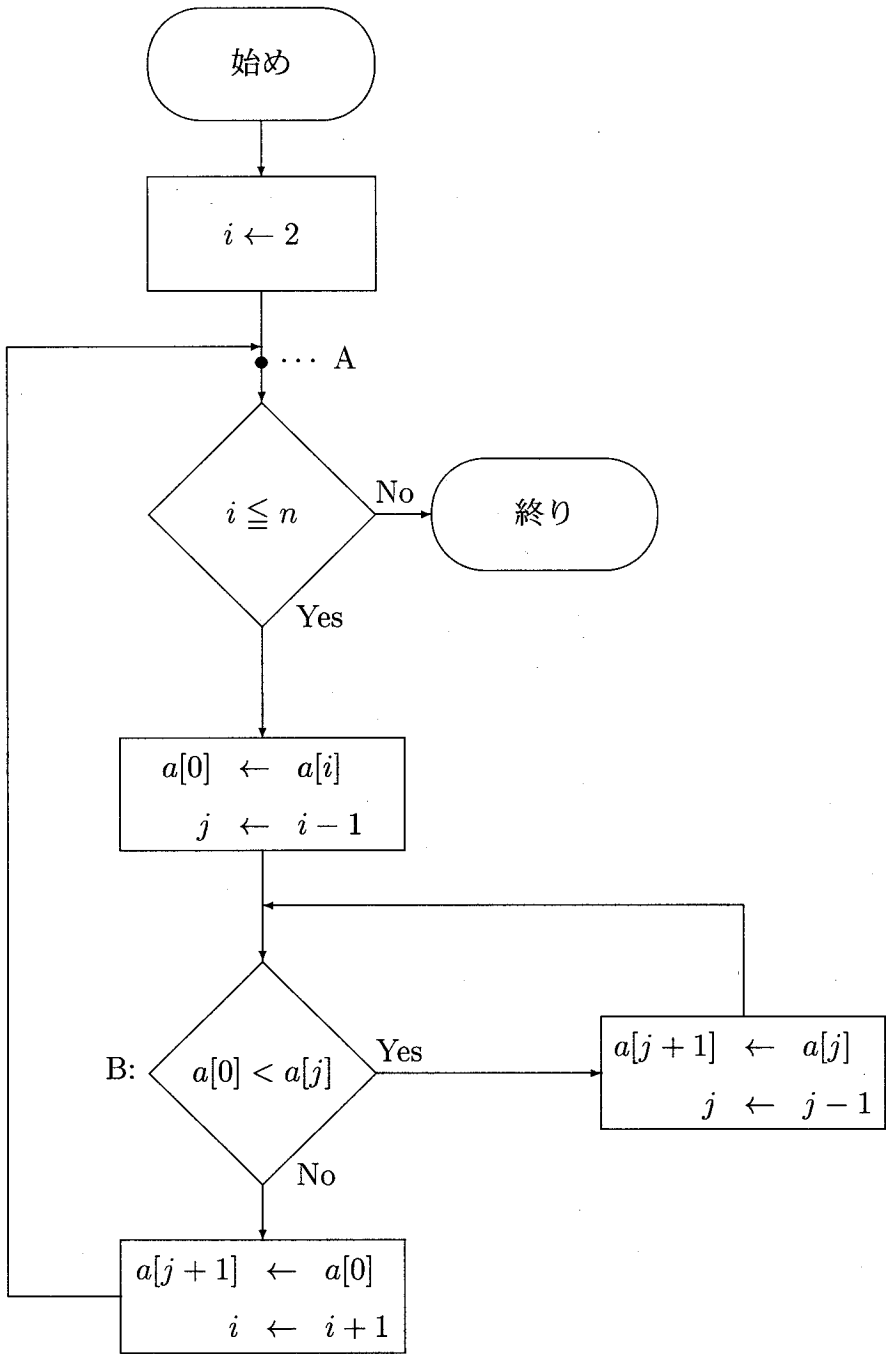 始め
i ← 2
··· A
i ≦ n
No
終り
Yes
a[0] ← a[i]
j ← i − 1
B:
a[0] < a[j]
Yes
a[j + 1] ← a[j]
j ← j − 1
No
a[j + 1] ← a[0]
i ← i + 1